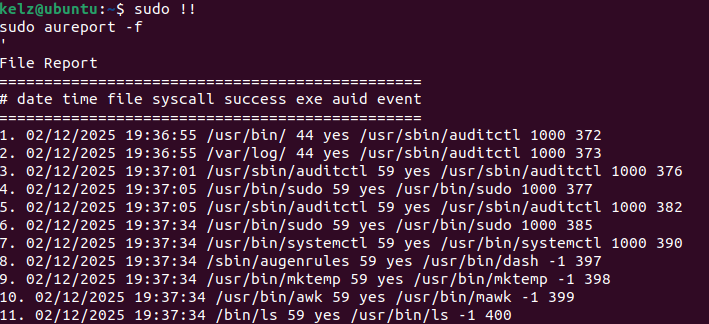 kelz@ubuntu:~$ sudo !!
sudo aureport -f
'
File Report
===============================================
# date time file syscall success exe auid event
===============================================
1. 02/12/2025 19:36:55 /usr/bin/ 44 yes /usr/sbin/auditctl 1000 372
2. 02/12/2025 19:36:55 /var/log/ 44 yes /usr/sbin/auditctl 1000 373
3. 02/12/2025 19:37:01 /usr/sbin/auditctl 59 yes /usr/sbin/auditctl 1000 376
4. 02/12/2025 19:37:05 /usr/bin/sudo 59 yes /usr/bin/sudo 1000 377
5. 02/12/2025 19:37:05 /usr/sbin/auditctl 59 yes /usr/sbin/auditctl 1000 382
6. 02/12/2025 19:37:34 /usr/bin/sudo 59 yes /usr/bin/sudo 1000 385
7. 02/12/2025 19:37:34 /usr/bin/systemctl 59 yes /usr/bin/systemctl 1000 390
8. 02/12/2025 19:37:34 /sbin/augenrules 59 yes /usr/bin/dash -1 397
9. 02/12/2025 19:37:34 /usr/bin/mktemp 59 yes /usr/bin/mktemp -1 398
10. 02/12/2025 19:37:34 /usr/bin/awk 59 yes /usr/bin/mawk -1 399
11. 02/12/2025 19:37:34 /bin/ls 59 yes /usr/bin/ls -1 400